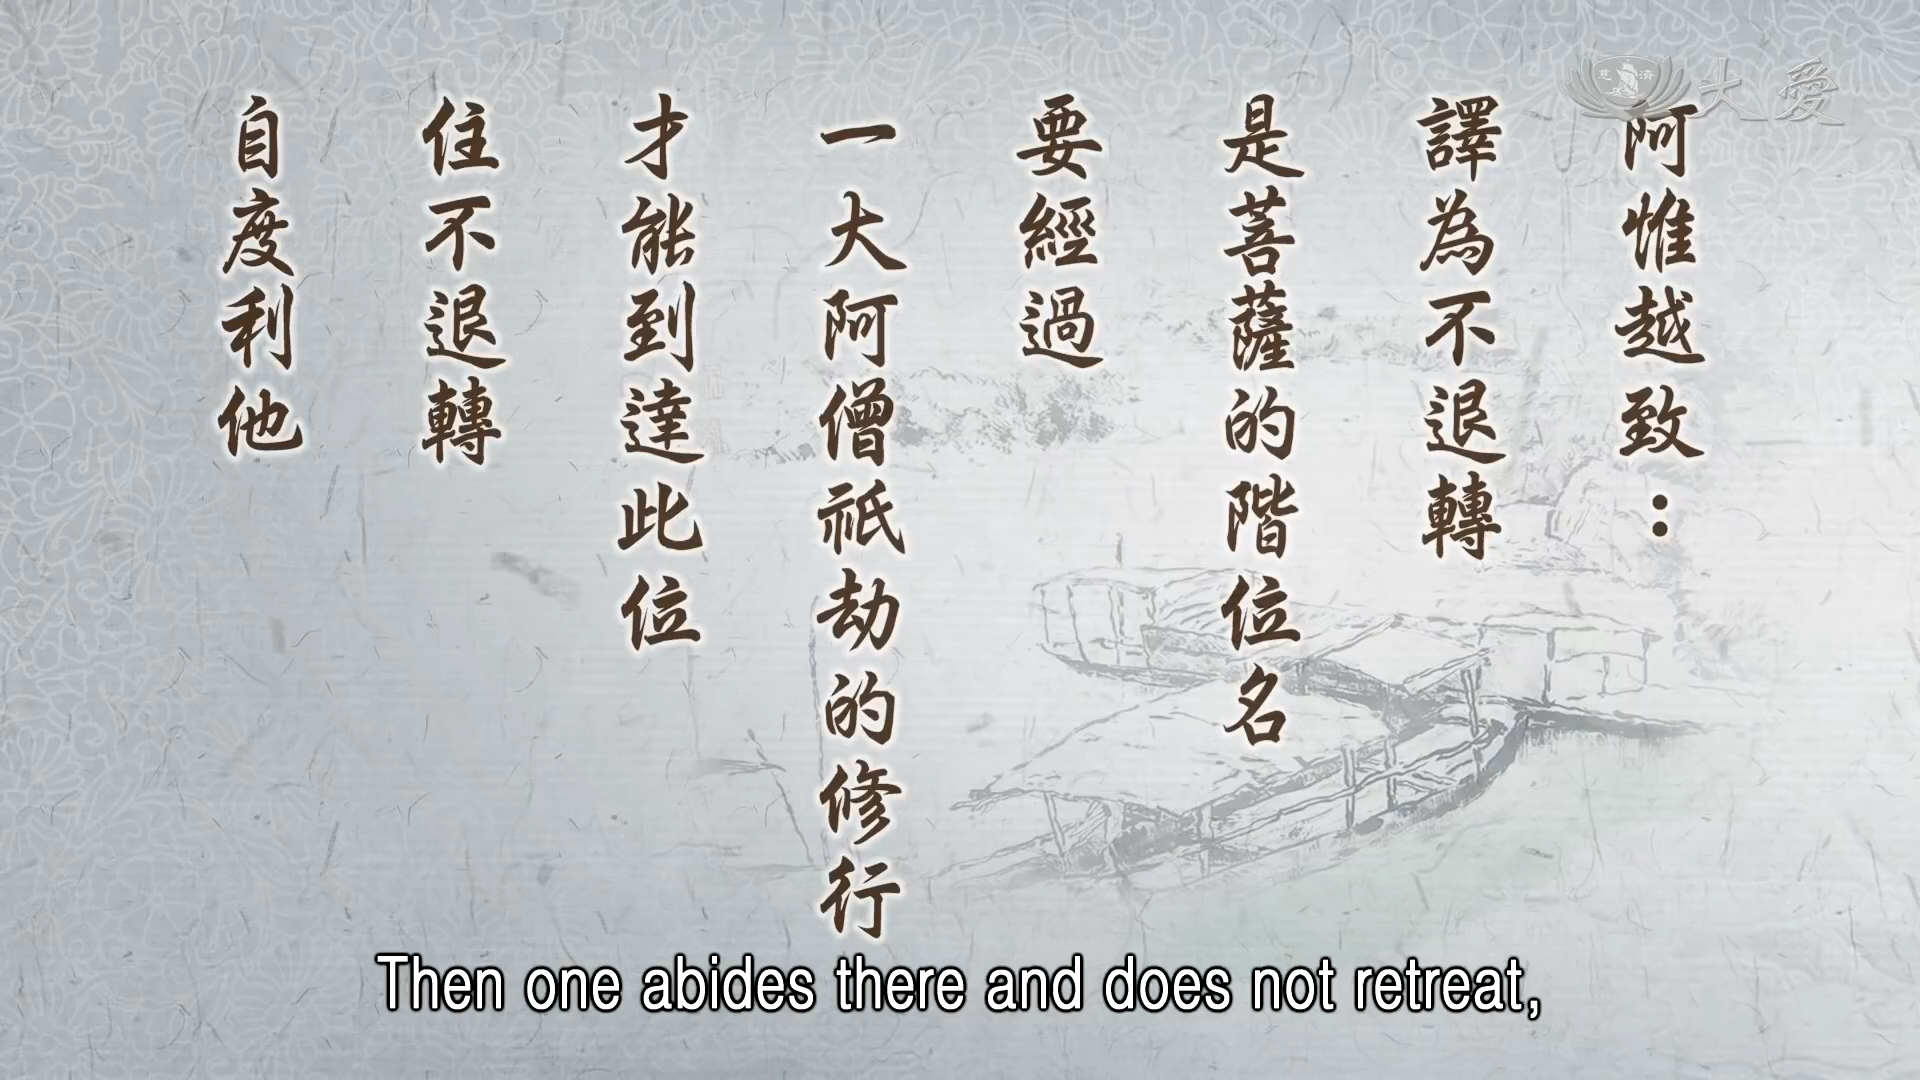 大愛
慈濟
阿惟越致：
譯為不退轉
是菩薩的階位名
要經過
一大阿僧祇劫的修行
才能到達此位
住不退轉
自度利他
Then one abides there and does not retreat,